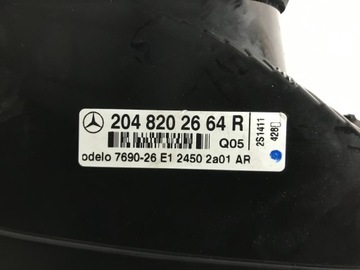 204 820 26 64 R
Q05
odelo 7690-26 E1 2450 2a01 AR
2S1411
428